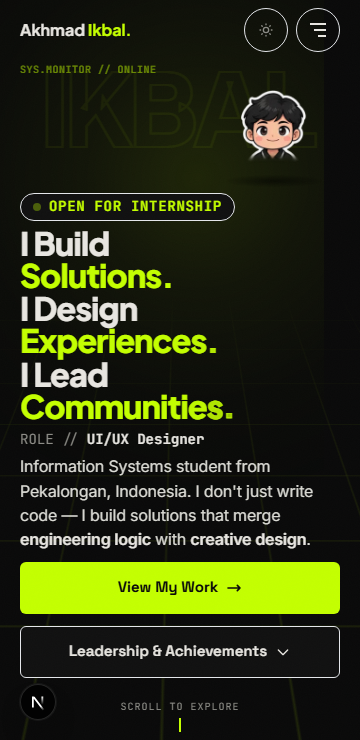 Akhmad Ikbal.
SYS.MONITOR // ONLINE
IKBAL
OPEN FOR INTERNSHIP
I Build
Solutions.
I Design
Experiences.
I Lead
Communities.
ROLE // UI/UX Designer
Information Systems student from
Pekalongan, Indonesia. I don't just write
code — I build solutions that merge
engineering logic with creative design.
View My Work →
Leadership & Achievements
N
SCROLL TO EXPLORE